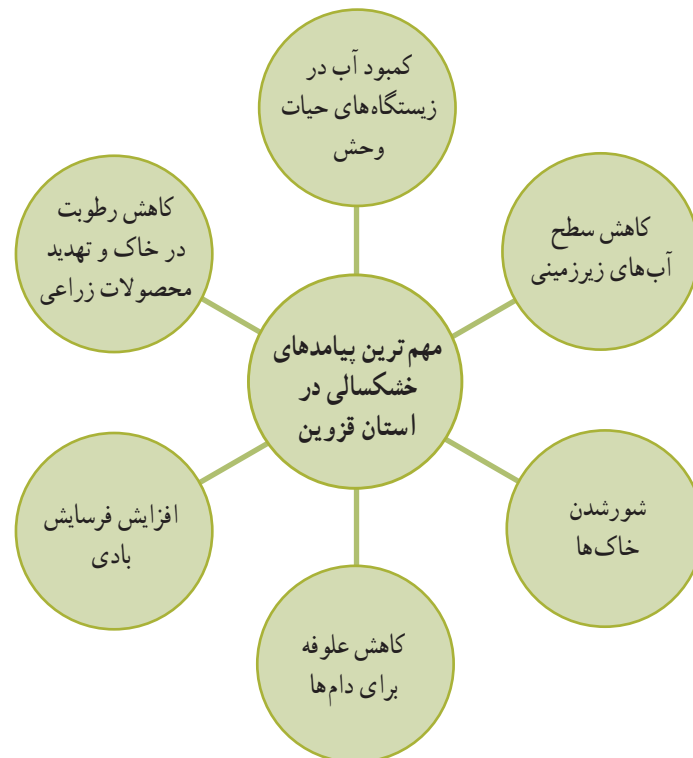 کمبود آب در
زیستگاه‌های حیات
وحش
کاهش سطح
آب‌های زیرزمینی
کاهش رطوبت
در خاک و تهدید
محصولات زراعی
مهم ترین پیامدهای
خشکسالی در
استان قزوین
شورشدن
خاک‌ها
افزایش فرسایش
بادی
کاهش علوفه
برای دام‌ها